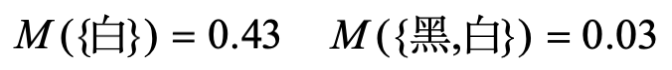 M({白}) = 0.43 M({黑,白}) = 0.03